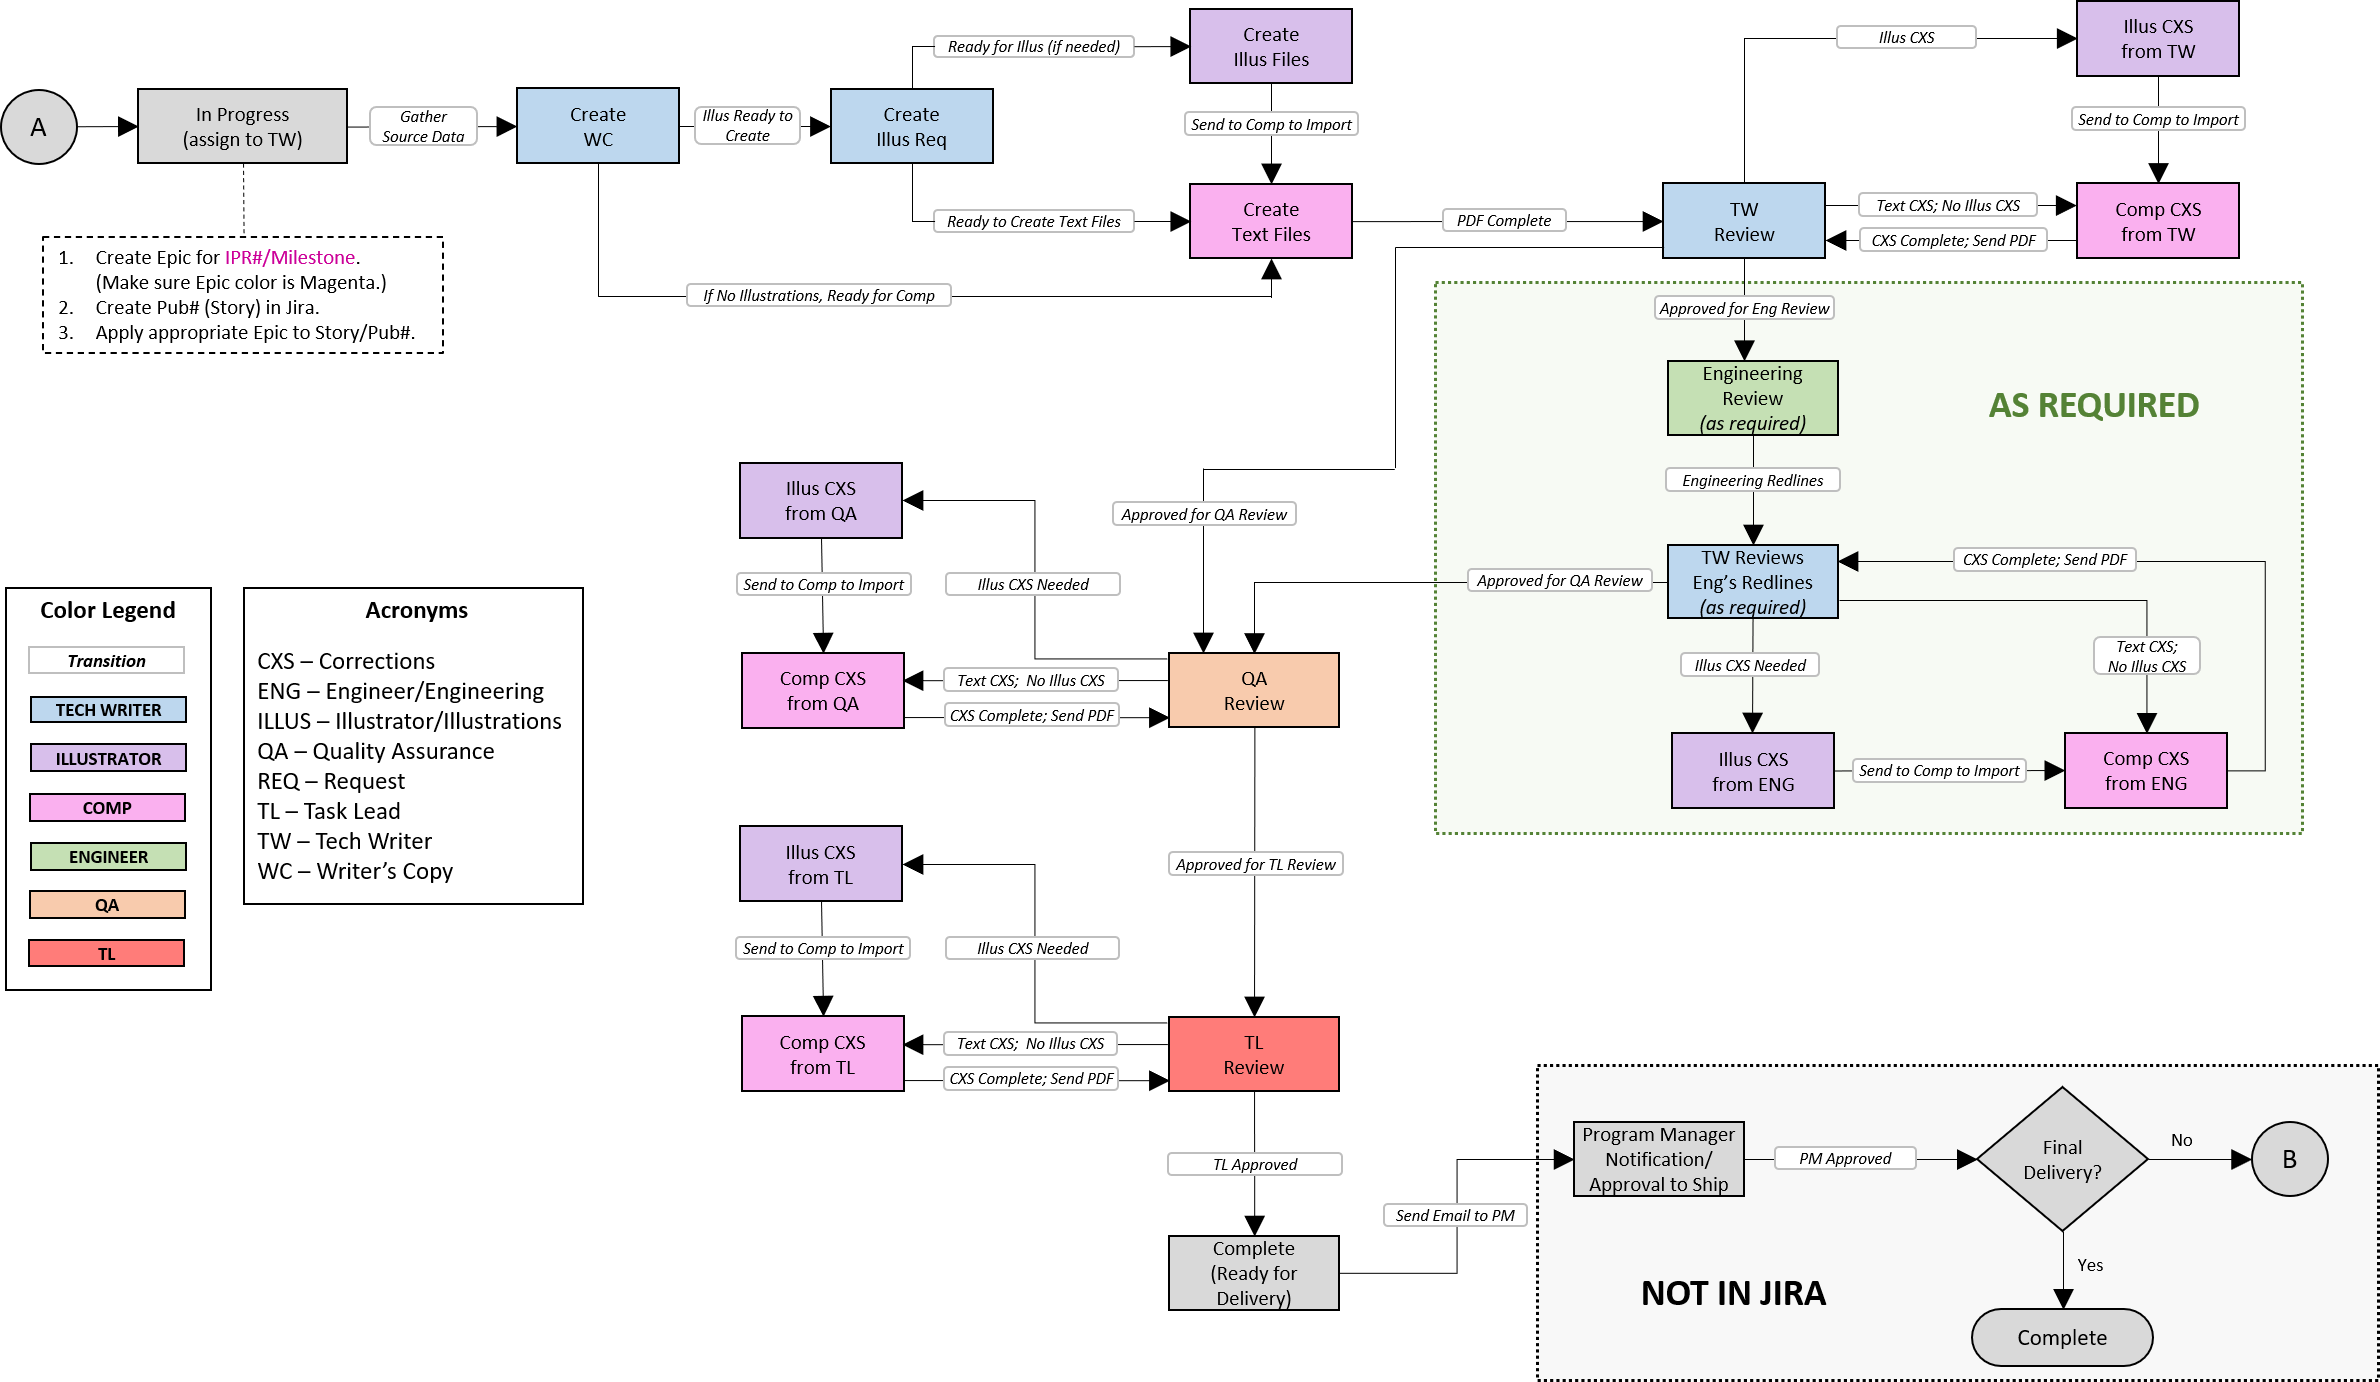 A
In Progress
(assign to TW)
Gather
Source Data
Create
WC
Illus Ready to
Create
Create
Illus Req
Ready for Illus (if needed)
Create
Illus Files
Send to Comp to Import
Ready to Create Text Files
Create
Text Files
If No Illustrations, Ready for Comp
PDF Complete
TW
Review
Illus CXS
Illus CXS
from TW
Send to Comp to Import
Text CXS; No Illus CXS
CXS Complete; Send PDF
Comp CXS
from TW
1. Create Epic for IPR#/Milestone.
(Make sure Epic color is Magenta.)
2. Create Pub# (Story) in Jira.
3. Apply appropriate Epic to Story/Pub#.
Approved for Eng Review
Engineering
Review
(as required)
AS REQUIRED
Engineering Redlines
TW Reviews
Eng's Redlines
(as required)
CXS Complete; Send PDF
Approved for QA Review
Illus CXS Needed
Text CXS;
No Illus CXS
Illus CXS
from ENG
Send to Comp to Import
Comp CXS
from ENG
Approved for QA Review
Illus CXS
from QA
Send to Comp to Import
Illus CXS Needed
Comp CXS
from QA
Text CXS;  No Illus CXS
CXS Complete; Send PDF
QA
Review
Approved for TL Review
Illus CXS
from TL
Send to Comp to Import
Illus CXS Needed
Comp CXS
from TL
Text CXS;  No Illus CXS
CXS Complete; Send PDF
TL
Review
TL Approved
Complete
(Ready for
Delivery)
Send Email to PM
Program Manager
Notification/
Approval to Ship
PM Approved
Final
Delivery?
No
B
Yes
Complete
NOT IN JIRA
Color Legend
Transition
TECH WRITER
ILLUSTRATOR
COMP
ENGINEER
QA
TL
Acronyms
CXS – Corrections
ENG – Engineer/Engineering
ILLUS – Illustrator/Illustrations
QA – Quality Assurance
REQ – Request
TL – Task Lead
TW – Tech Writer
WC – Writer's Copy